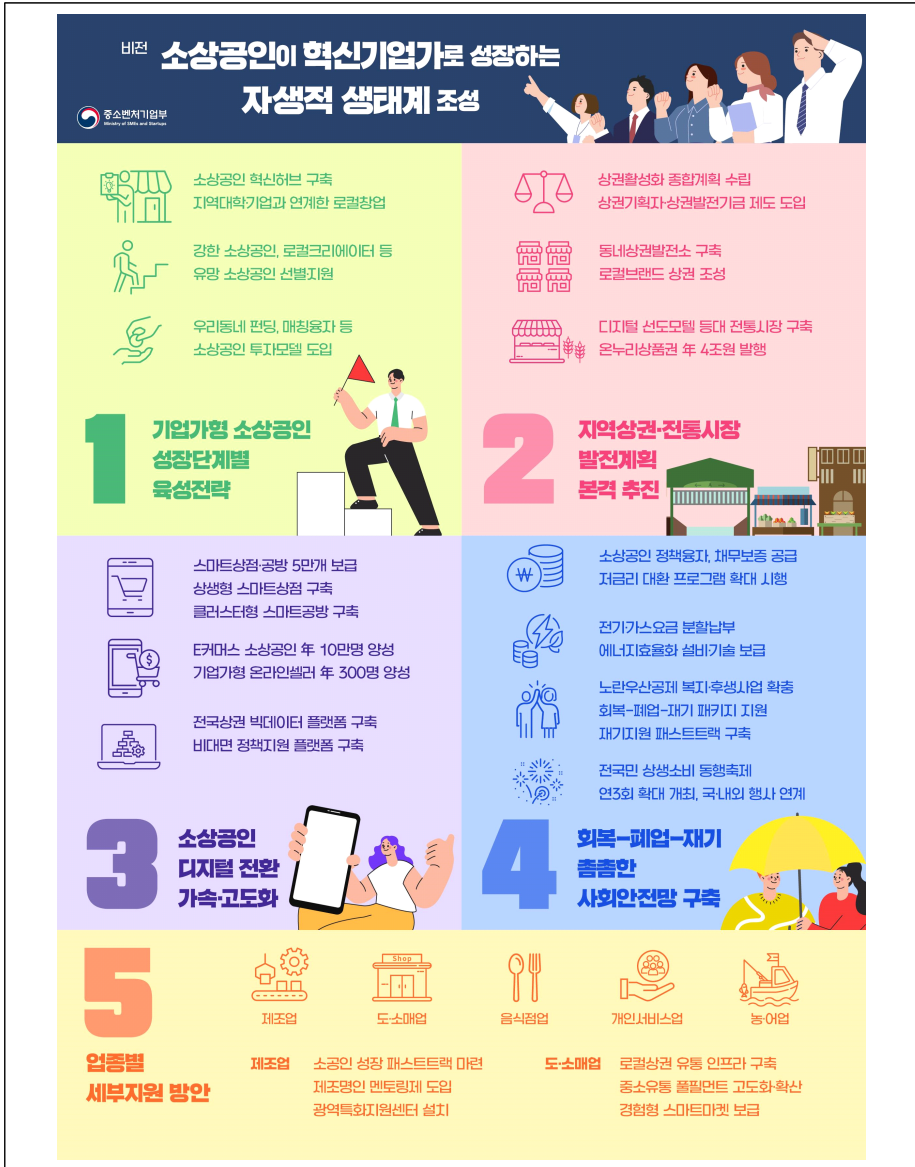 비전 소상공인이 혁신기업가로 성장하는
자생적 생태계 조성
중소벤처기업부
Ministry of SMEs and Startups
소상공인 혁신허브 구축
지역대학기업과 연계한 로컬창업
강한 소상공인, 로컬크리에이터 등
유망 소상공인 선별지원
우리동네 펀딩, 매칭융자 등
소상공인 투자모델 도입
1
기업가형 소상공인
성장단계별
육성전략
상권활성화 종합계획 수립
상권기획자·상권발전기금 제도 도입
동네상권발전소 구축
로컬브랜드 상권 조성
디지털 선도모델 등대 전통시장 구축
온누리상품권 年 4조원 발행
2
지역상권·전통시장
발전계획
본격 추진
스마트상점·공방 5만개 보급
상생형 스마트상점 구축
클러스터형 스마트공방 구축
E커머스 소상공인 年 10만명 양성
기업가형 온라인셀러 年 300명 양성
전국상권 빅데이터 플랫폼 구축
비대면 정책지원 플랫폼 구축
3
소상공인
디지털 전환
가속·고도화
소상공인 정책융자, 채무보증 공급
저금리 대환 프로그램 확대 시행
전기·가스요금 분할납부
에너지효율화 설비·기술 보급
노란우산공제 복지·후생사업 확충
회복-폐업-재기 패키지 지원
재기지원 패스트트랙 구축
전국민 상생소비 동행축제
연3회 확대 개최, 국·내외 행사 연계
4
회복-폐업-재기
촘촘한
사회안전망 구축
5
업종별
세부지원 방안
제조업
Shop
도·소매업
음식점업
개인서비스업
농·어업
제조업 소공인 성장 패스트트랙 마련
제조명인 멘토링제 도입
광역특화지원센터 설치
도·소매업 로컬상권 유통 인프라 구축
중소유통 풀필먼트 고도화·확산
경험형 스마트마켓 보급